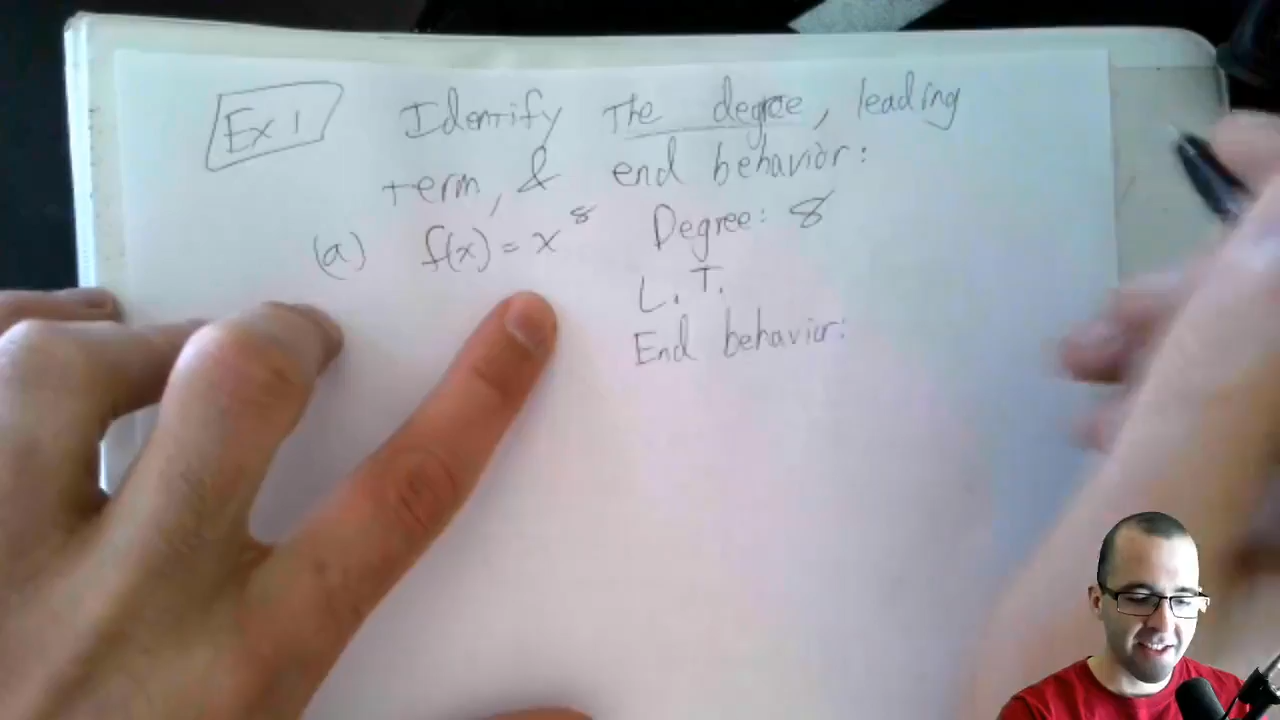 Ex 1 Identify the degree, leading
term, & end behavior:
(a) f(x) = x^8 Degree: 8
L.T.
End behavior: